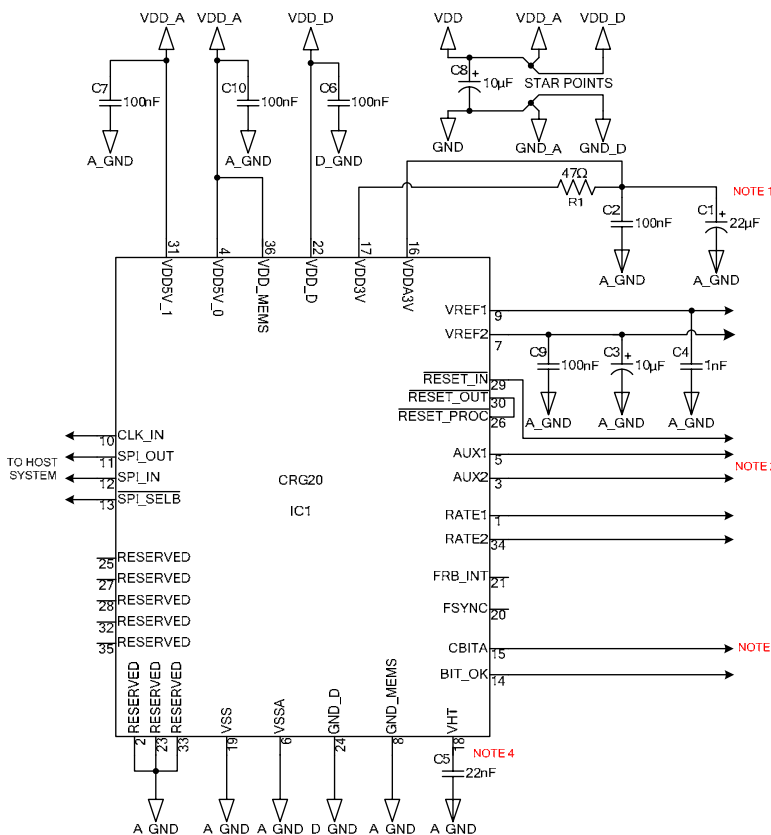 VDD_A VDD_A VDD_D VDD VDD_A VDD_D
C7 100nF C10 100nF C6 100nF C8 + 10µF STAR POINTS
A_GND A_GND D_GND GND GND_A GND_D
47Ω
R1
NOTE 1
C2 100nF C1 + 22µF
A_GND A_GND
31 4 36 22 17 16
VDD5V_1 VDD5V_0 VDD_MEMS VDD_D VDD3V VDDA3V
VREF1 9
VREF2 7
C9 100nF C3 + 10µF C4 1nF
A_GND A_GND A_GND
RESET_IN 29
RESET_OUT 30
RESET_PROC 26
TO HOST
SYSTEM
CLK_IN 10
SPI_OUT 11
SPI_IN 12
SPI_SELB 13
CRG20
IC1
AUX1 5
AUX2 3
NOTE
RATE1 1
RATE2 34
RESERVED 25
RESERVED 27
RESERVED 28
RESERVED 32
RESERVED 35
FRB_INT 21
FSYNC 20
CBITA 15
NOTE
BIT_OK 14
RESERVED RESERVED RESERVED VSS VSSA GND_D GND_MEMS VHT
2 23 33 19 6 24 8 18
NOTE 4
C5 22nF
A_GND A_GND A_GND D_GND A_GND A_GND